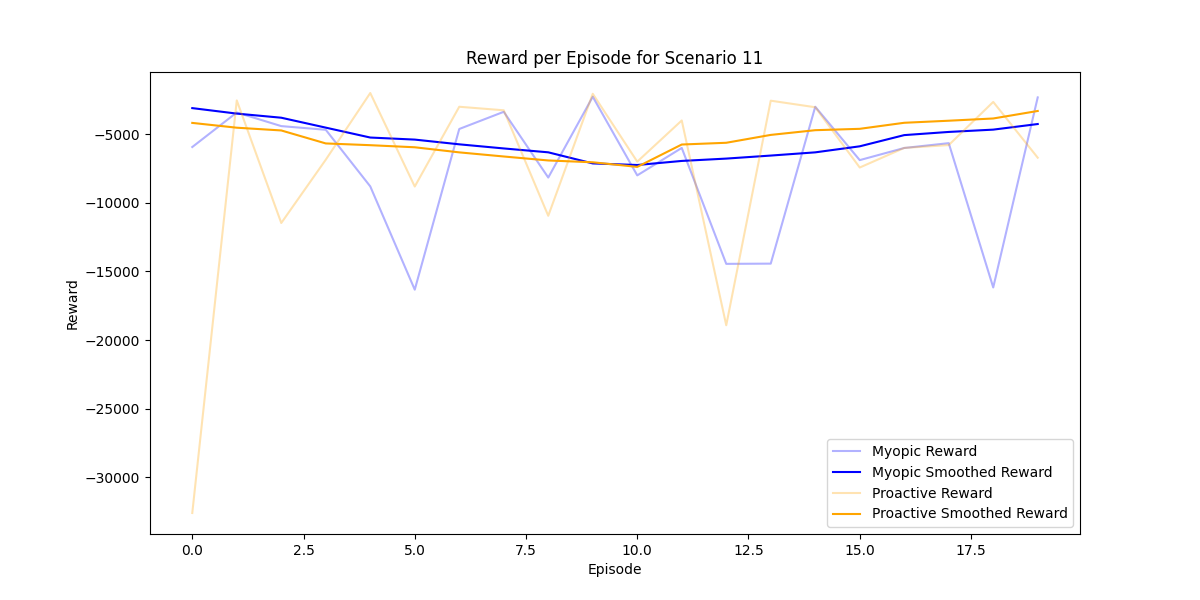 Reward per Episode for Scenario 11
Reward
−5000
−10000
−15000
−20000
−25000
−30000
0.0
2.5
5.0
7.5
10.0
12.5
15.0
17.5
Episode
Myopic Reward
Myopic Smoothed Reward
Proactive Reward
Proactive Smoothed Reward